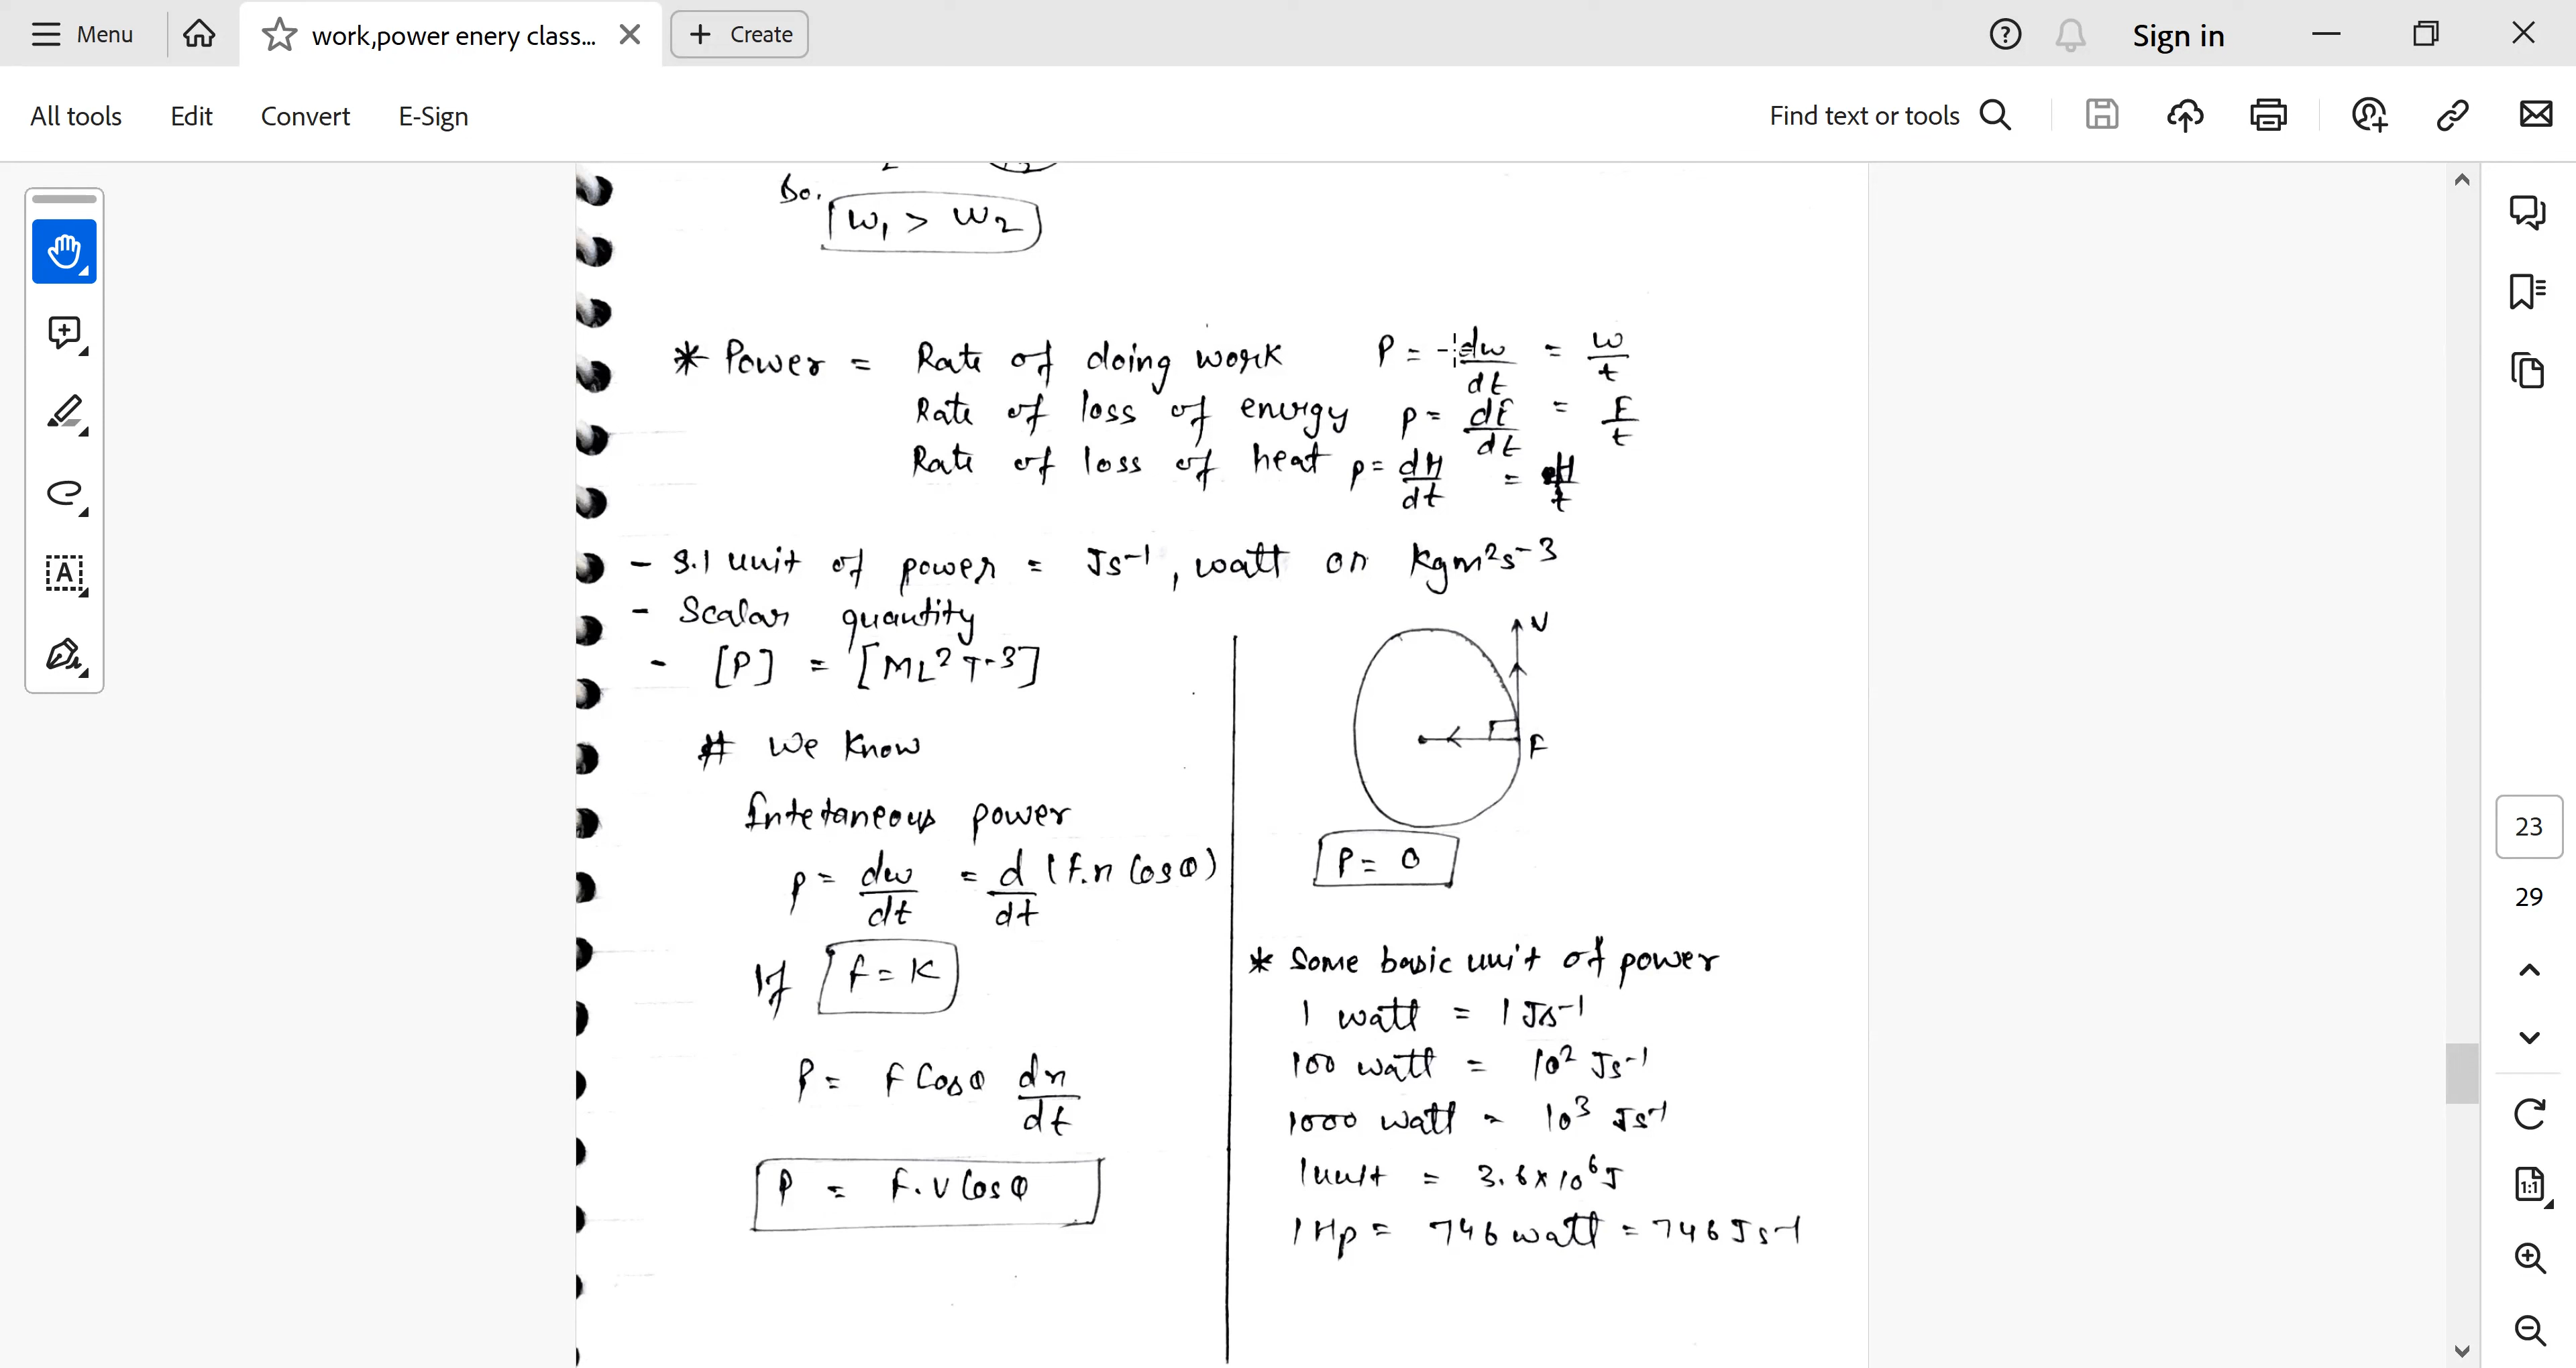 Menu
work,power enery class...
Create
Sign in
All tools
Edit
Convert
E-Sign
Find text or tools
So.
W₁ > W₂
* Power = Rate of doing work P = dw/dt = w/t
Rate of loss of energy P = dE/dt = E/t
Rate of loss of heat P = dH/dt = H/t
- S.I unit of power = Js⁻¹, watt or Kgm²s⁻³
- Scalar quantity
- [P] = [ML²T⁻³]
# We Know
Intetaneous power
P = dw/dt = d/dt (F.r Cosθ)
If F = K
P = F Cosθ dr/dt
P = F.V Cosθ
V
F
P = 0
* Some basic unit of power
1 watt = 1 Js⁻¹
100 watt = 10² Js⁻¹
1000 watt = 10³ Js⁻¹
1 unit = 3.6×10⁶ J
1 Hp = 746 watt = 746 Js⁻¹
23
29
1:1